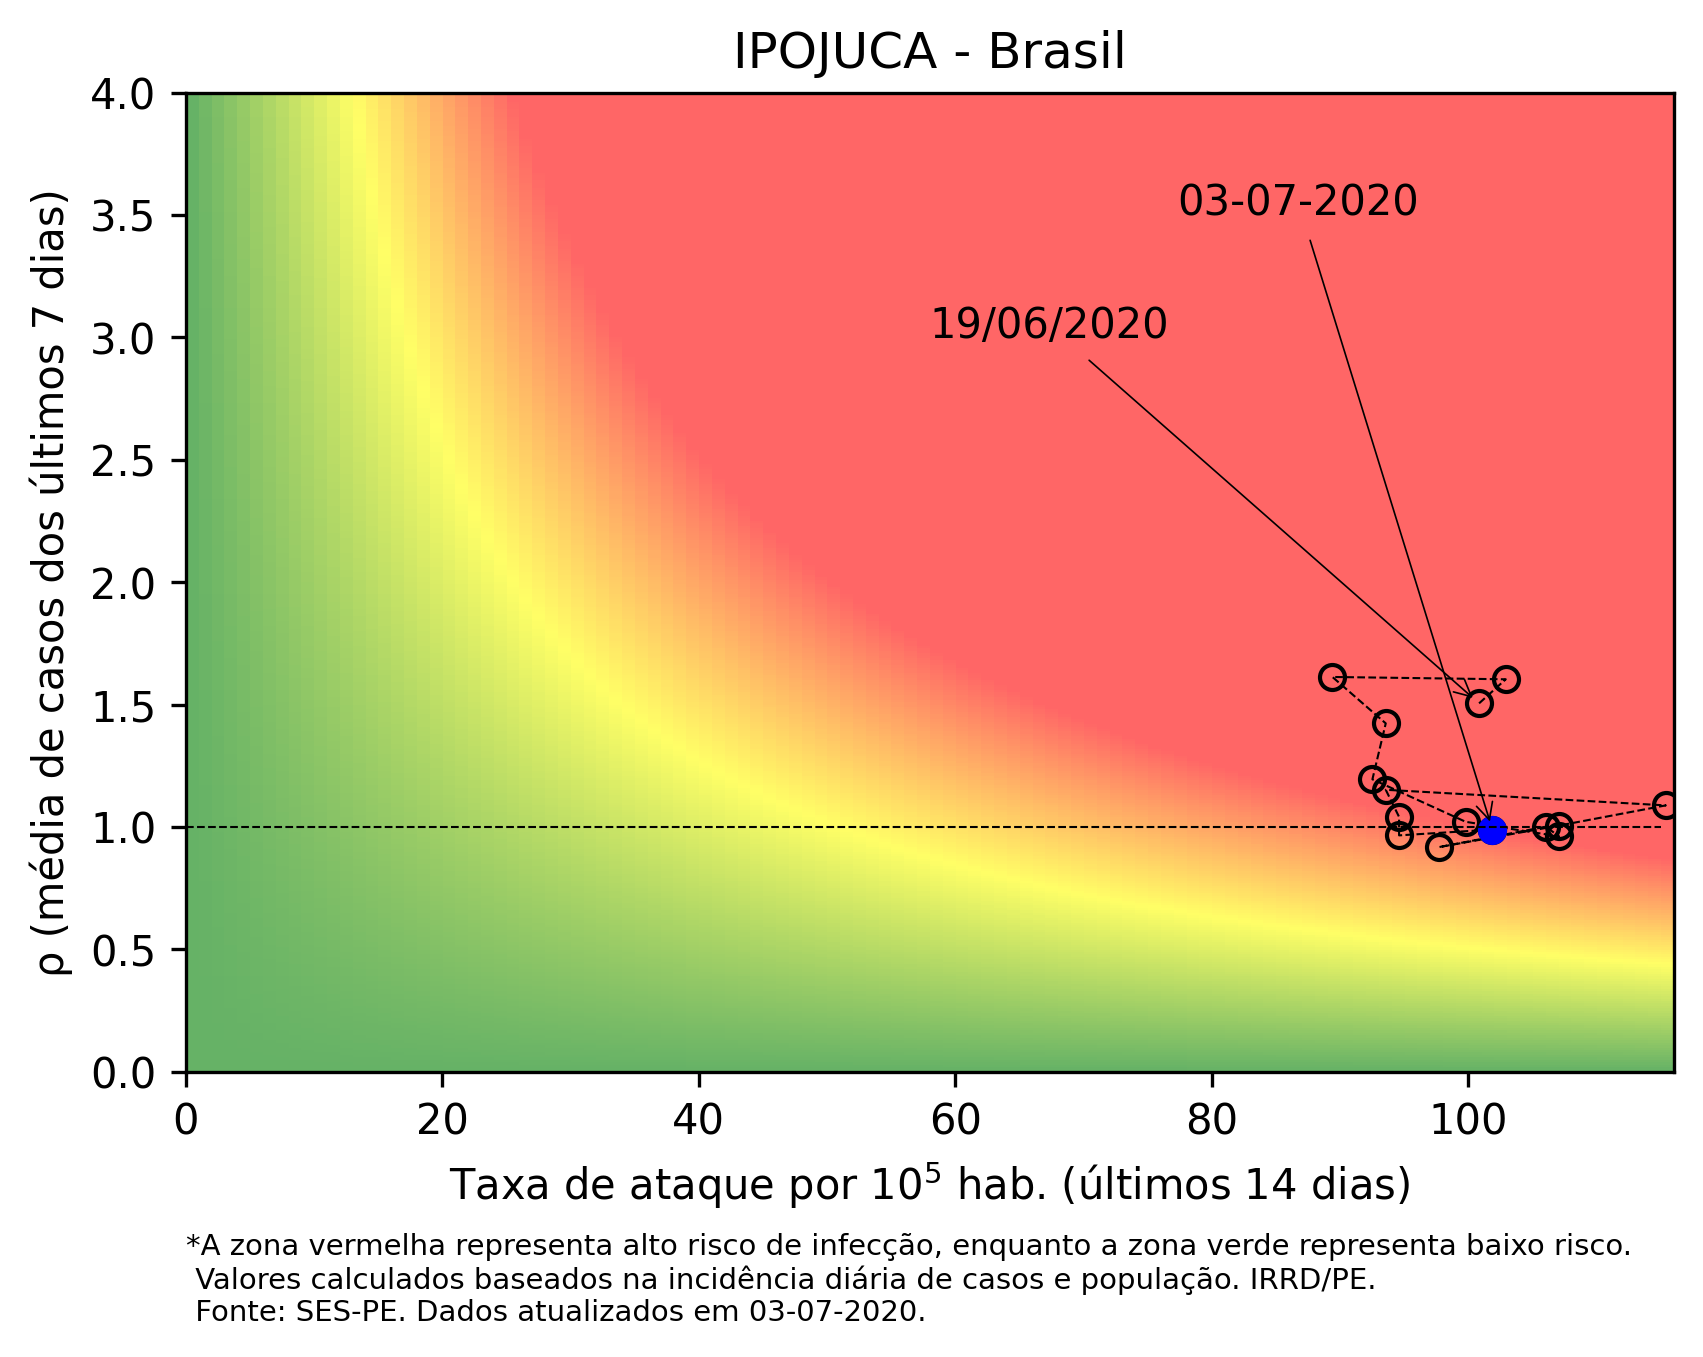 IPOJUCA - Brasil
4.0
3.5
3.0
2.5
2.0
1.5
1.0
0.5
0.0
ρ (média de casos dos últimos 7 dias)
03-07-2020
19/06/2020
0 20 40 60 80 100
Taxa de ataque por 10⁵ hab. (últimos 14 dias)
*A zona vermelha representa alto risco de infecção, enquanto a zona verde representa baixo risco.
Valores calculados baseados na incidência diária de casos e população. IRRD/PE.
Fonte: SES-PE. Dados atualizados em 03-07-2020.